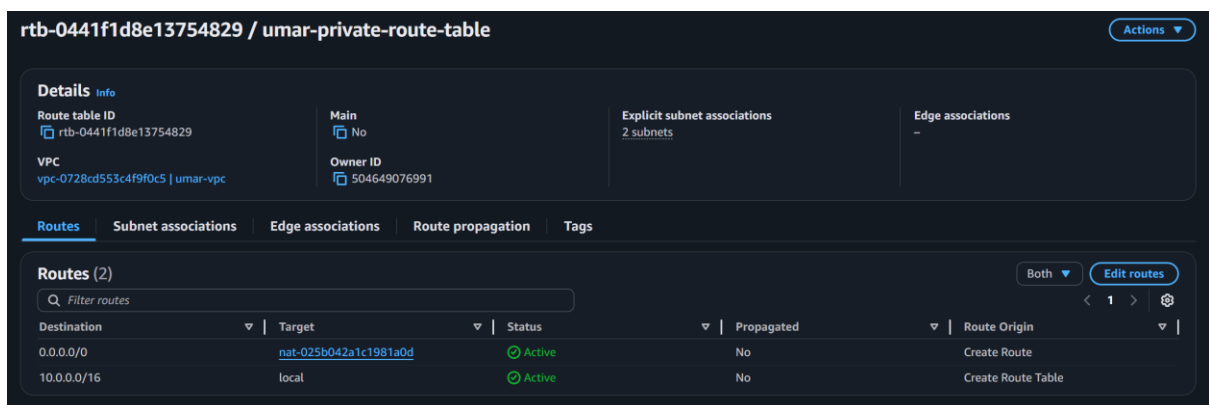 rtb-0441f1d8e13754829 / umar-private-route-table
Actions
Details Info
Route table ID
rtb-0441f1d8e13754829
Main
No
Explicit subnet associations
2 subnets
Edge associations
–
VPC
vpc-0728cd553c4f9f0c5 | umar-vpc
Owner ID
504649076991
Routes Subnet associations Edge associations Route propagation Tags
Routes (2)
Both Edit routes
Filter routes
1
Destination Target Status Propagated Route Origin
0.0.0.0/0 nat-025b042a1c1981a0d Active No Create Route
10.0.0.0/16 local Active No Create Route Table